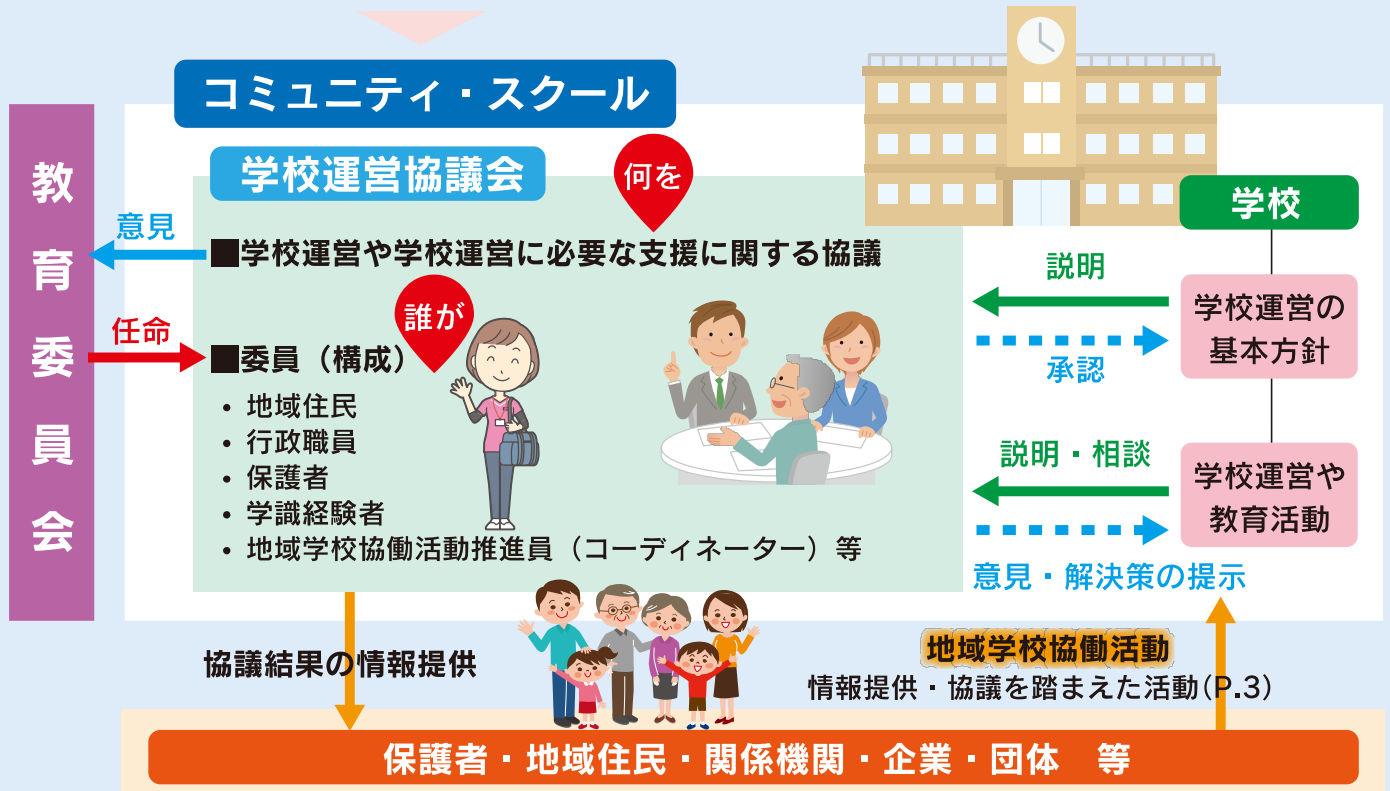 コミュニティ・スクール
教育委員会
学校運営協議会
何を
学校
意見
■学校運営や学校運営に必要な支援に関する協議
説明
学校運営の
基本方針
承認
任命
誰が
■委員（構成）
・地域住民
・行政職員
・保護者
・学識経験者
・地域学校協働活動推進員（コーディネーター）等
説明・相談
学校運営や
教育活動
意見・解決策の提示
協議結果の情報提供
地域学校協働活動
情報提供・協議を踏まえた活動(P.3)
保護者・地域住民・関係機関・企業・団体　等